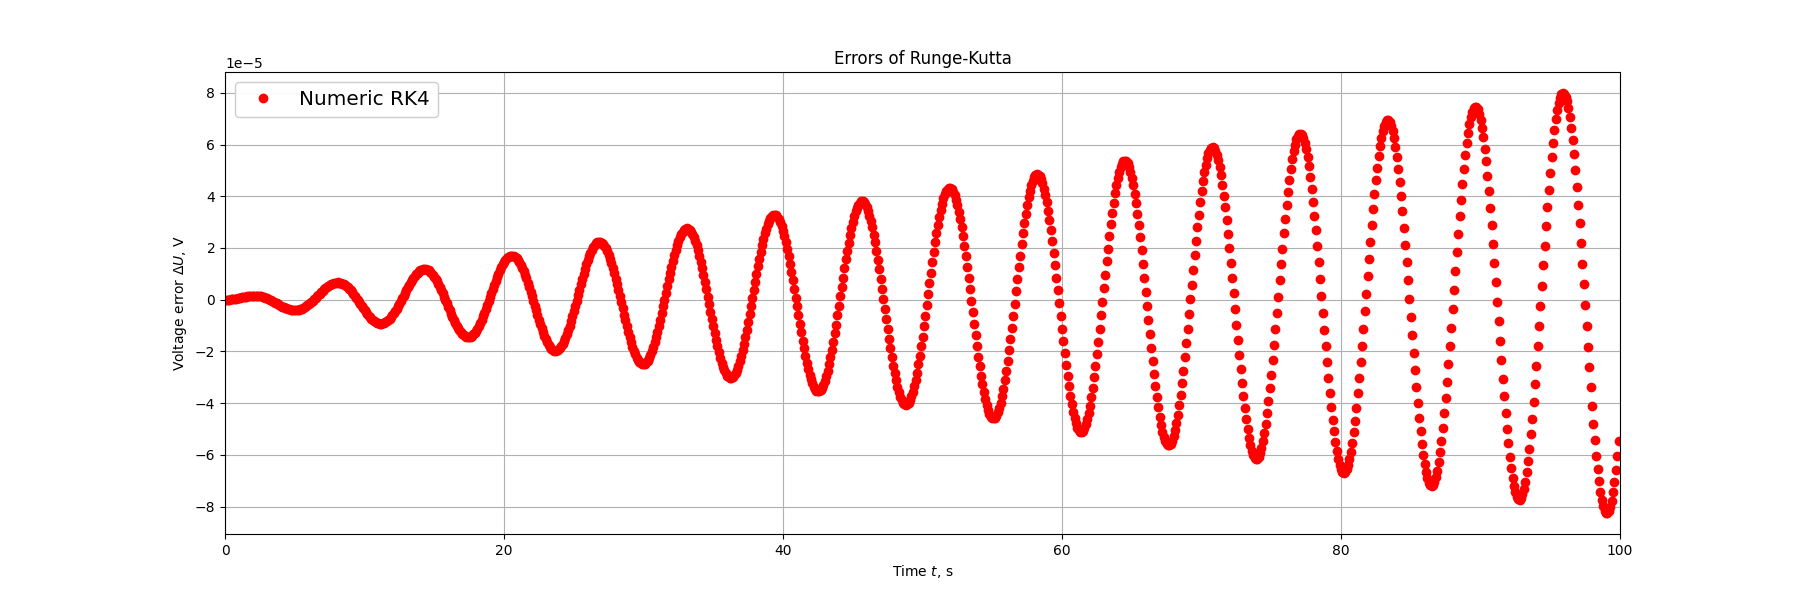 Errors of Runge-Kutta
1e−5
Numeric RK4
8
6
4
2
0
−2
−4
−6
−8
Voltage error ΔU, V
0 20 40 60 80 100
Time t, s